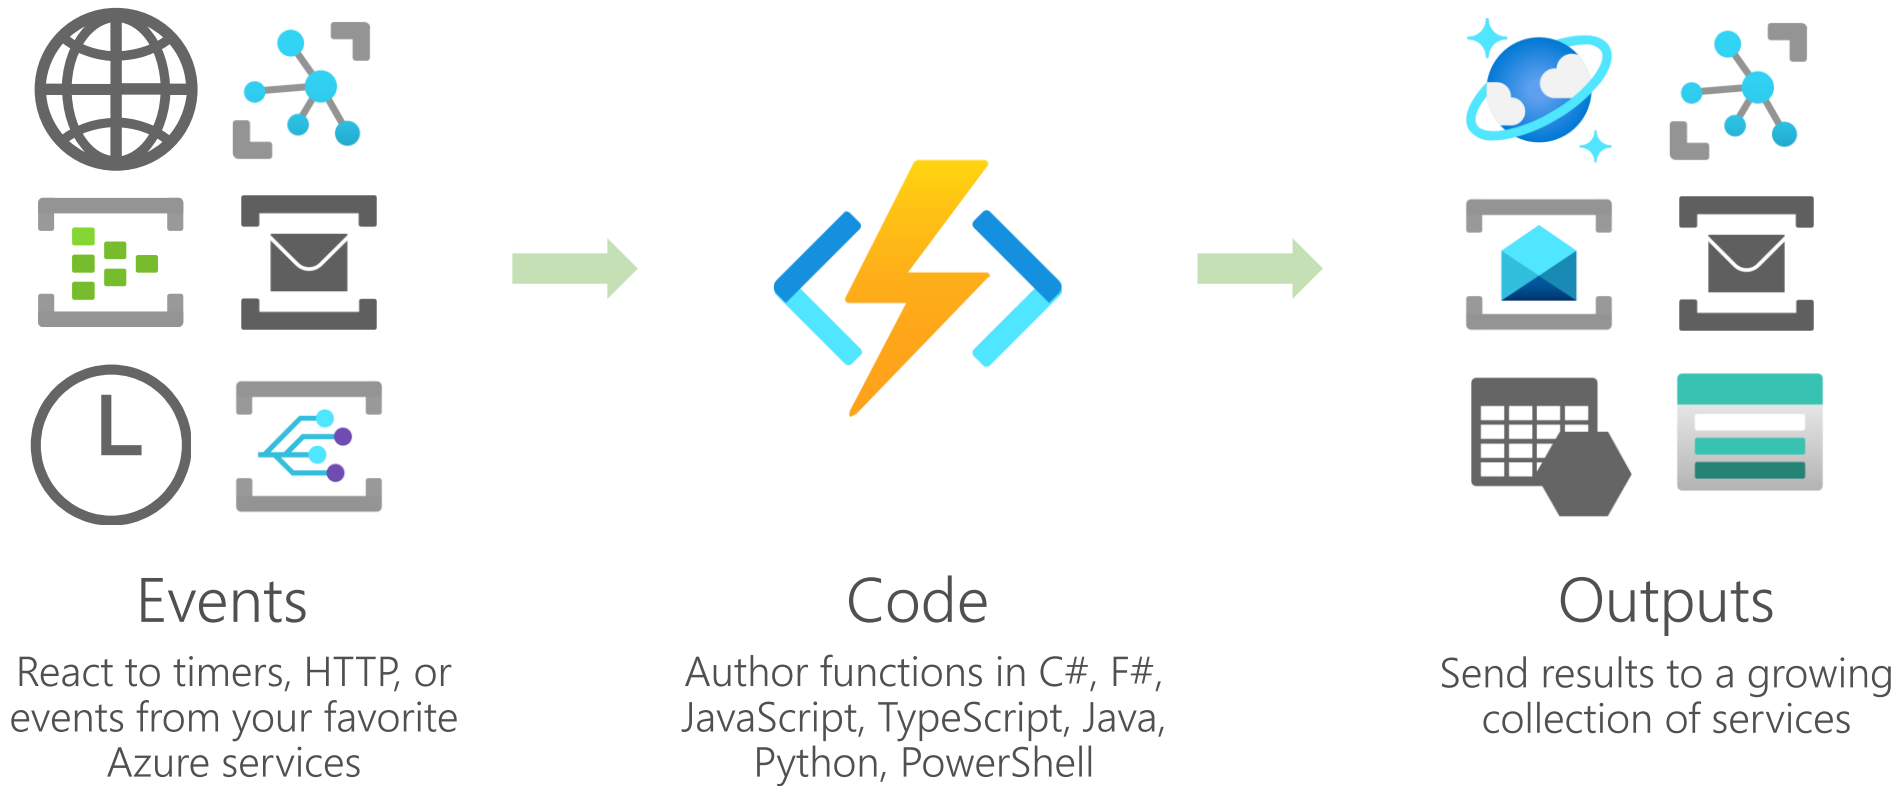 Events
React to timers, HTTP, or
events from your favorite
Azure services
Code
Author functions in C#, F#,
JavaScript, TypeScript, Java,
Python, PowerShell
Outputs
Send results to a growing
collection of services